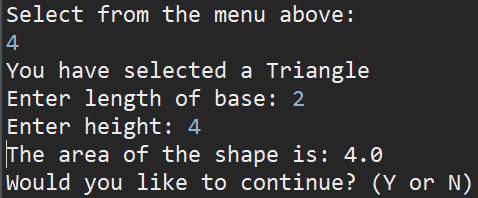 Select from the menu above:
4
You have selected a Triangle
Enter length of base: 2
Enter height: 4
The area of the shape is: 4.0
Would you like to continue? (Y or N)